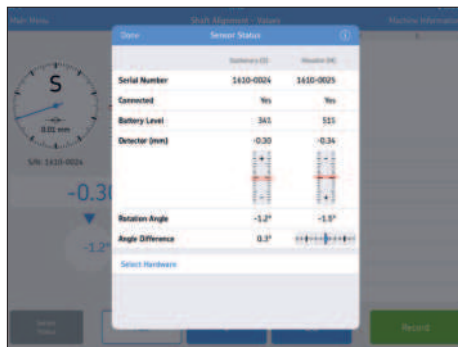 Main Menu
Shaft Alignment - Values
Machine Information
Done
Sensor Status
Stationary (S)
Movable (M)
Serial Number 1610-0024 1610-0025
Connected Yes Yes
Battery Level 34% 51%
Detector (mm) -0.30 -0.34
Rotation Angle -1.2° -1.5°
Angle Difference 0.3°
Select Hardware
S
0.01 mm
S/N: 1610-0024
-0.30
-1.2°
Record